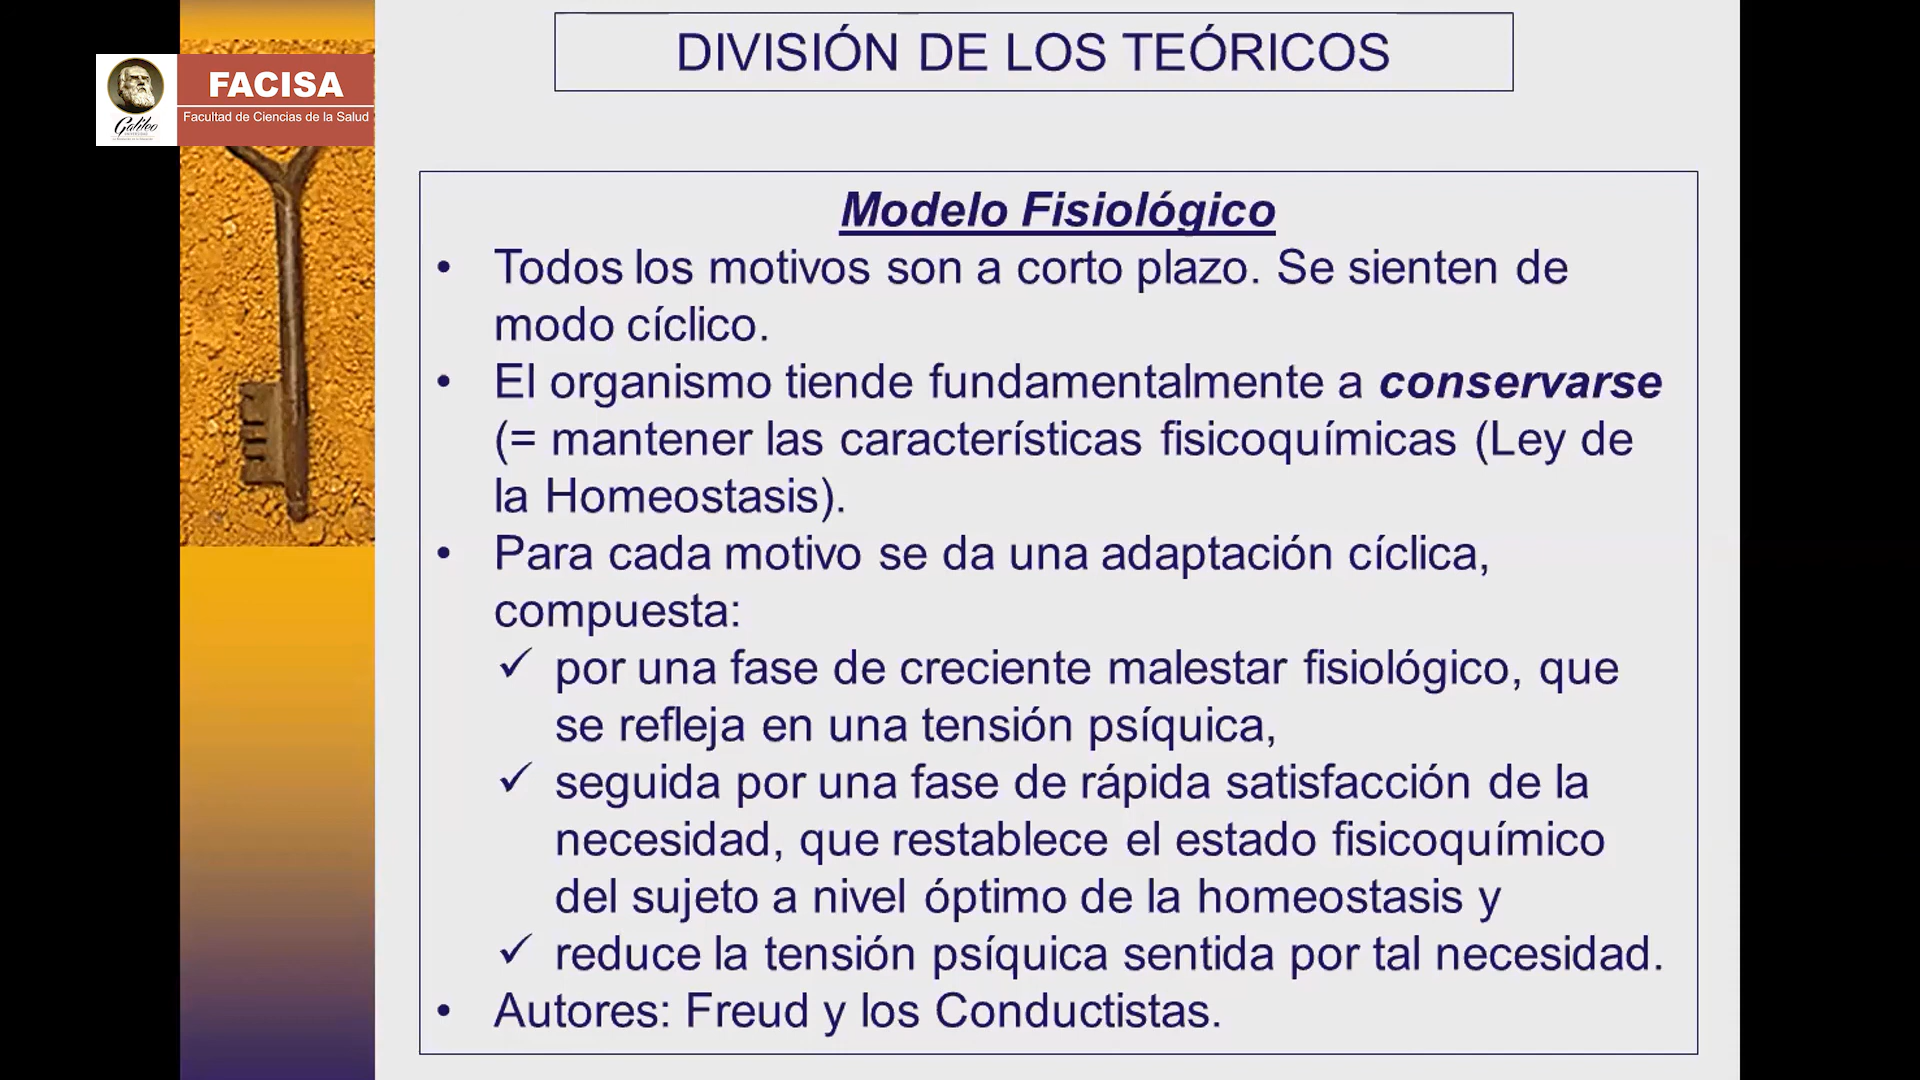 DIVISIÓN DE LOS TEÓRICOS
FACISA
Facultad de Ciencias de la Salud
Galileo
Modelo Fisiológico
• Todos los motivos son a corto plazo. Se sienten de
modo cíclico.
• El organismo tiende fundamentalmente a conservarse
(= mantener las características fisicoquímicas (Ley de
la Homeostasis).
• Para cada motivo se da una adaptación cíclica,
compuesta:
✓ por una fase de creciente malestar fisiológico, que
se refleja en una tensión psíquica,
✓ seguida por una fase de rápida satisfacción de la
necesidad, que restablece el estado fisicoquímico
del sujeto a nivel óptimo de la homeostasis y
✓ reduce la tensión psíquica sentida por tal necesidad.
• Autores: Freud y los Conductistas.